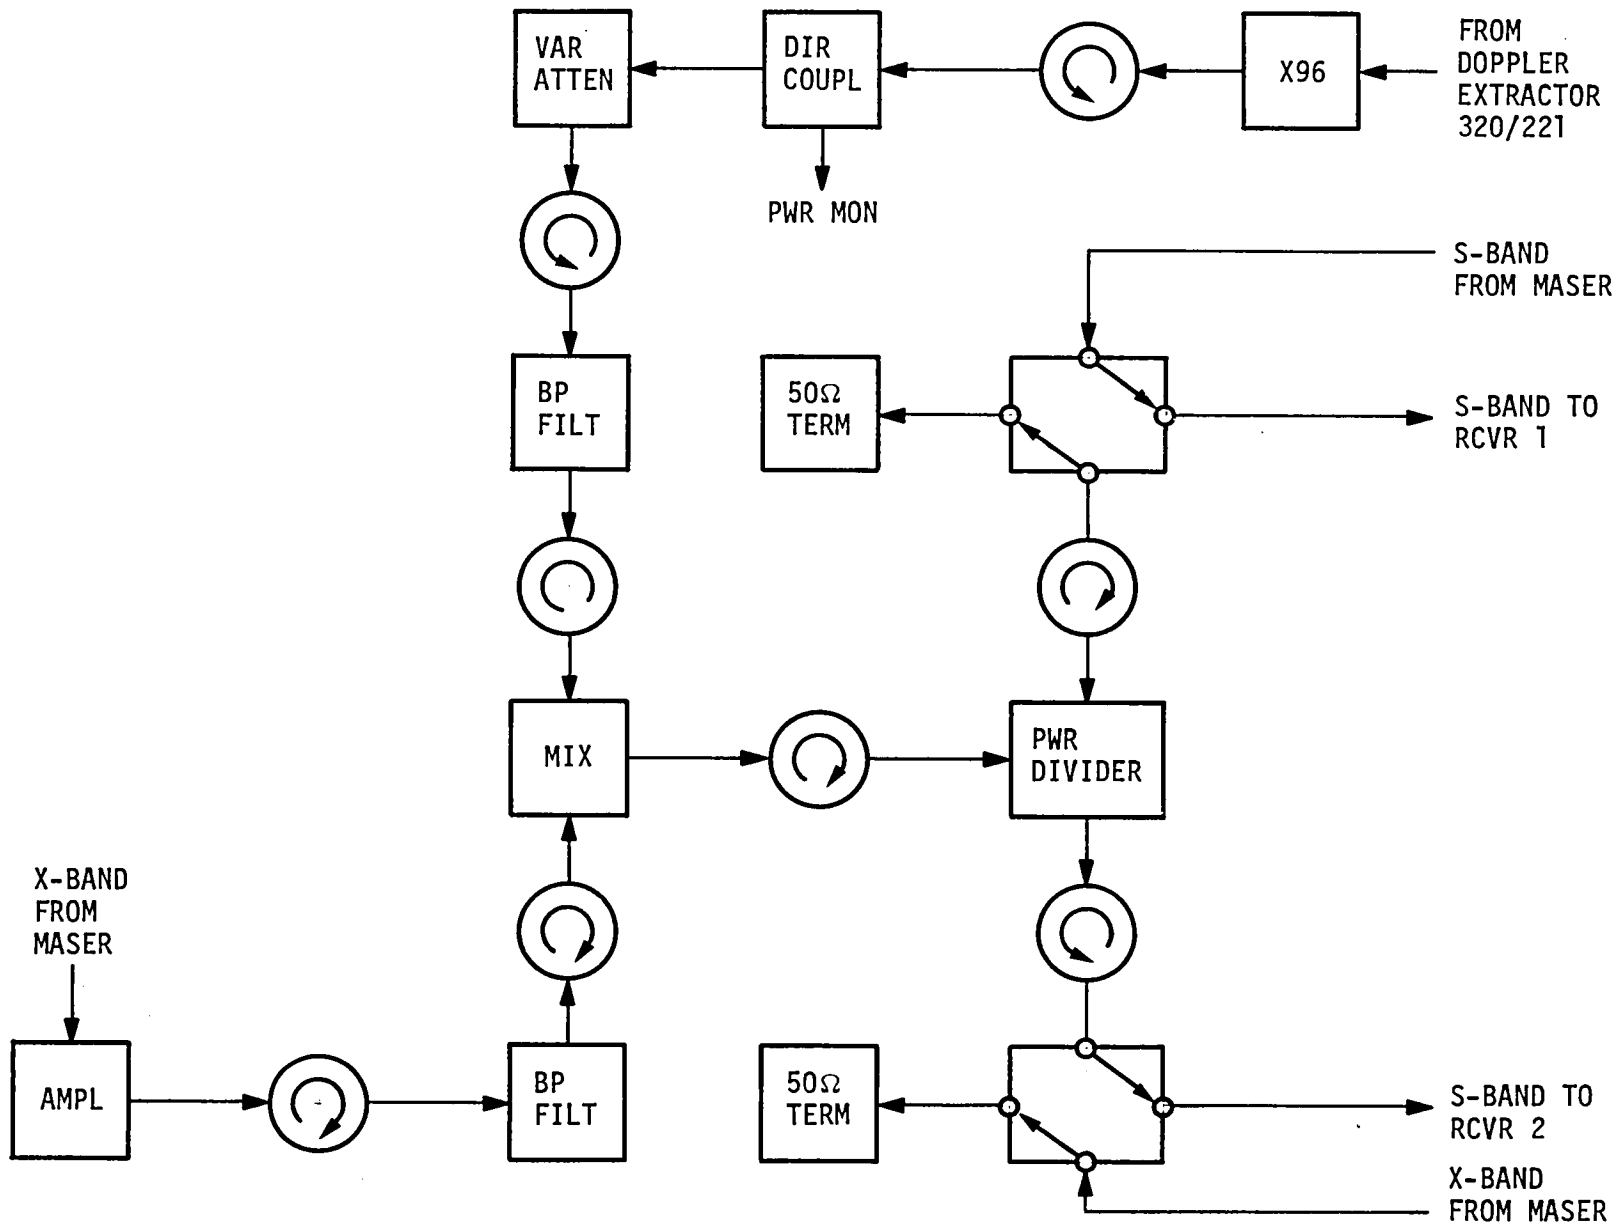 VAR
ATTEN
DIR
COUPL
X96
FROM
DOPPLER
EXTRACTOR
320/221
PWR MON
S-BAND
FROM MASER
BP
FILT
50Ω
TERM
S-BAND TO
RCVR 1
MIX
PWR
DIVIDER
X-BAND
FROM
MASER
AMPL
BP
FILT
50Ω
TERM
S-BAND TO
RCVR 2
X-BAND
FROM MASER